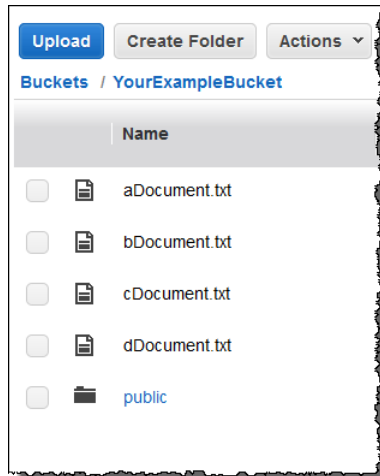 Upload Create Folder Actions
Buckets / YourExampleBucket
Name
aDocument.txt
bDocument.txt
cDocument.txt
dDocument.txt
public